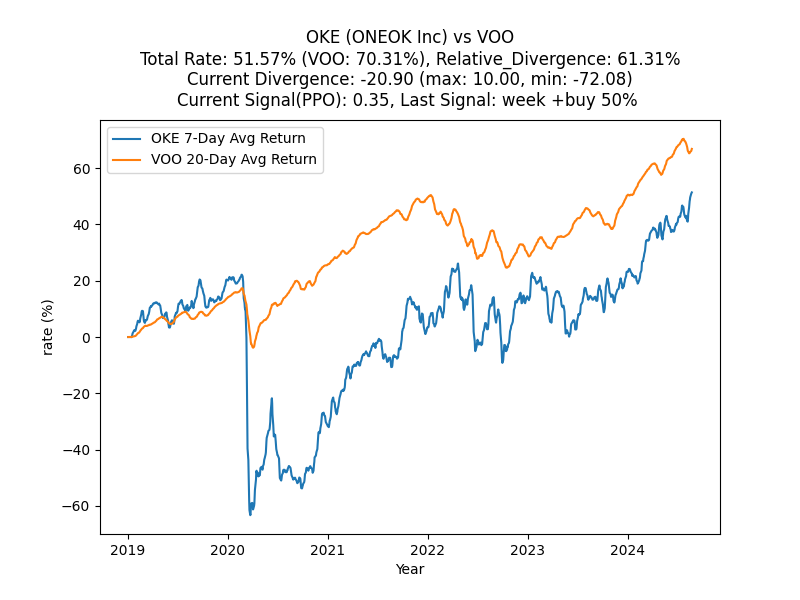 OKE (ONEOK Inc) vs VOO
Total Rate: 51.57% (VOO: 70.31%), Relative_Divergence: 61.31%
Current Divergence: -20.90 (max: 10.00, min: -72.08)
Current Signal(PPO): 0.35, Last Signal: week +buy 50%
OKE 7-Day Avg Return
VOO 20-Day Avg Return
60
40
20
0
−20
−40
−60
rate (%)
2019 2020 2021 2022 2023 2024
Year